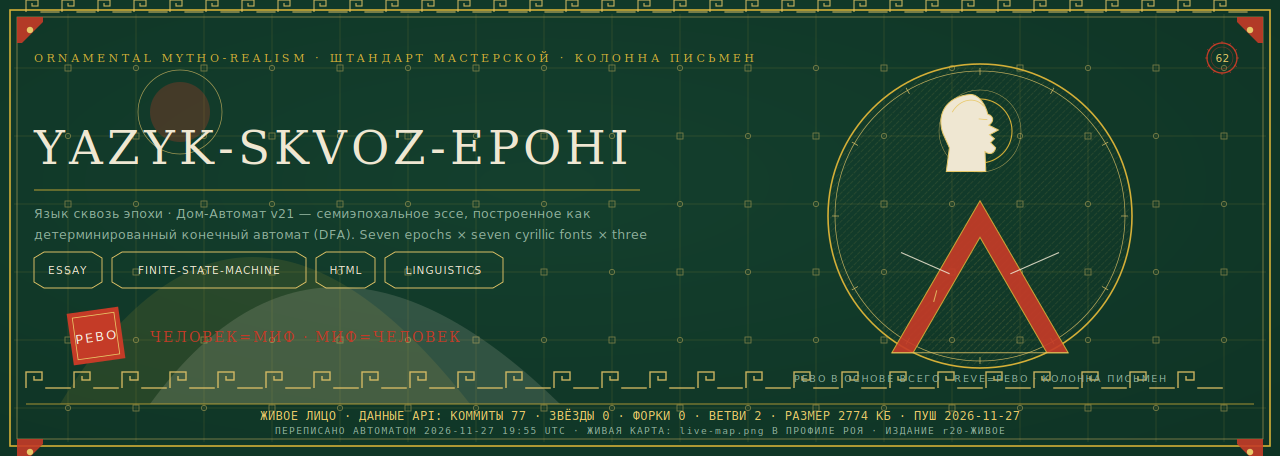 ORNAMENTAL MYTHO-REALISM · ШТАНДАРТ МАСТЕРСКОЙ · КОЛОННА ПИСЬМЕН
62
YAZYK-SKVOZ-EPOHI
Язык сквозь эпохи · Дом-Автомат v21 — семиэпохальное эссе, построенное как
детерминированный конечный автомат (DFA). Seven epochs × seven cyrillic fonts × three
ESSAY FINITE-STATE-MACHINE HTML LINGUISTICS
РЕВО
ЧЕЛОВЕК=МИФ · МИФ=ЧЕЛОВЕК
РЕВО В ОСНОВЕ ВСЕГО · REVE=РЕВО · КОЛОНКА ПИСЬМЕН
ЖИВОЕ ЛИЦО · ДАННЫЕ API: КОММИТЫ 77 · ЗВЁЗДЫ 0 · ФОРКИ 0 · ВЕТВИ 2 · РАЗМЕР 2774 КБ · ПУШ 2026-11-27
ПЕРЕПИСАНО АВТОМАТОМ 2026-11-27 19:55 UTC · ЖИВАЯ КАРТА: live-map.png В ПРОФИЛЕ РОЯ · ИЗДАНИЕ r20-ЖИВОЕ